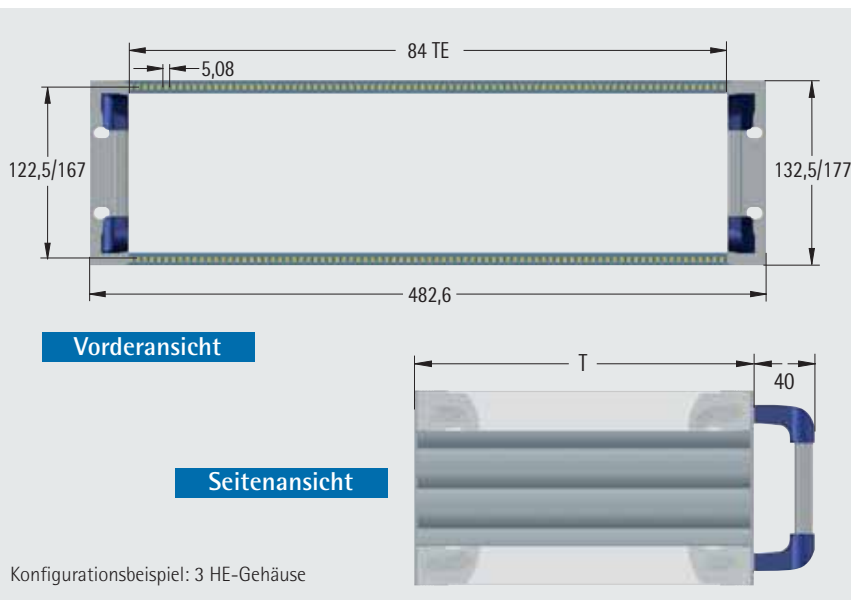 84 TE
5,08
122,5/167
132,5/177
482,6
Vorderansicht
T
40
Seitenansicht
Konfigurationsbeispiel: 3 HE-Gehäuse